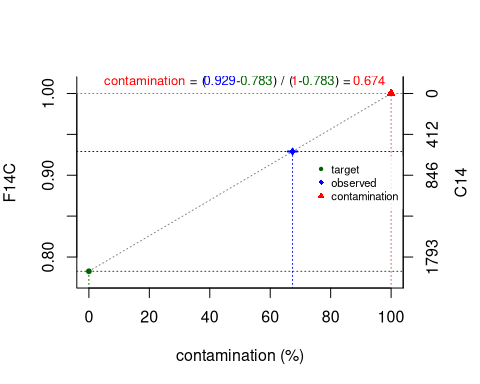 contamination = (0.929-0.783) / (1-0.783) = 0.674
1.00
0.90
0.80
F14C
0
412
846
1793
C14
target
observed
contamination
0 20 40 60 80 100
contamination (%)